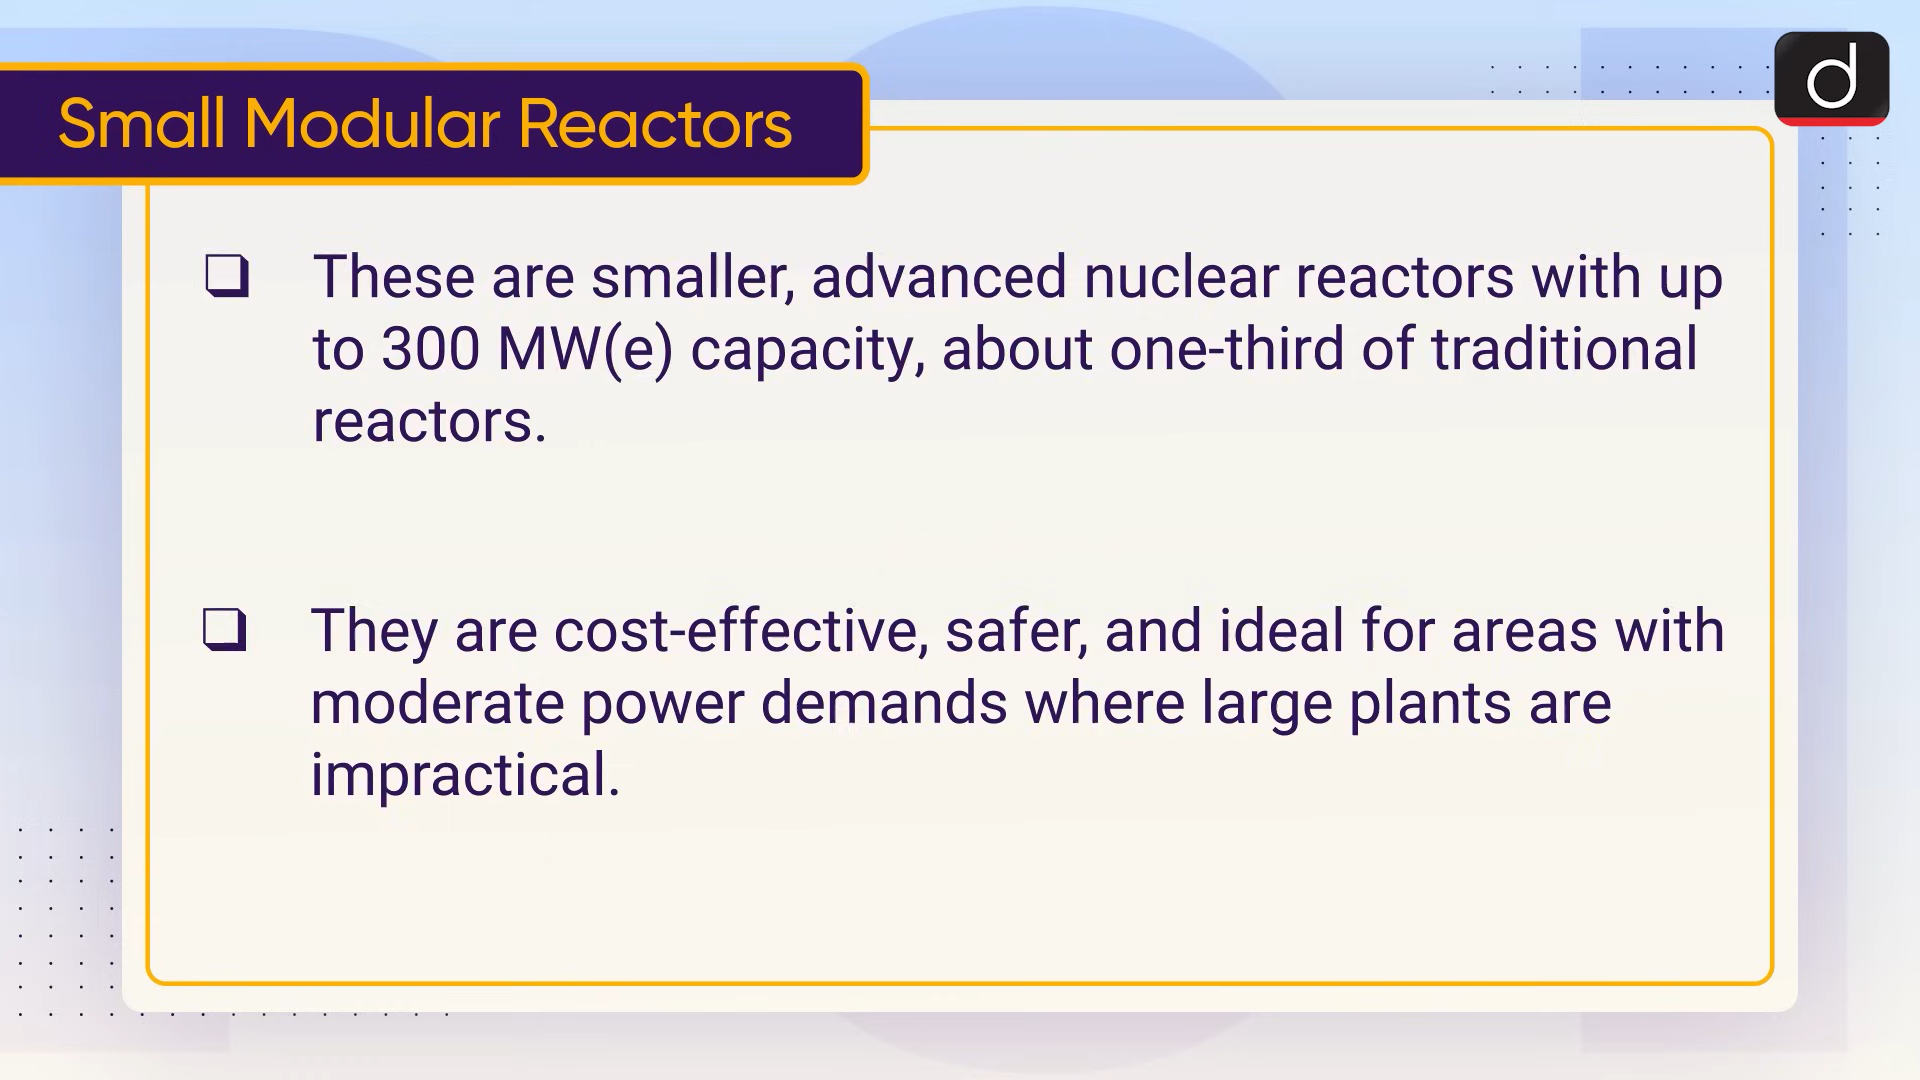 Small Modular Reactors
d
❑ These are smaller, advanced nuclear reactors with up
to 300 MW(e) capacity, about one-third of traditional
reactors.
❑ They are cost-effective, safer, and ideal for areas with
moderate power demands where large plants are
impractical.